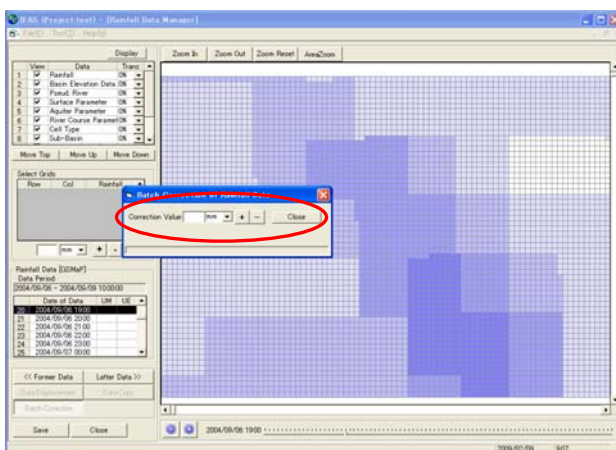 IFAS (Project:test) - [Rainfall Data Manager]
File(F) Tool(T) Help(H)
Display
Zoom In Zoom Out Zoom Reset AreaZoom
View Data Trans
1 Rainfall 0%
2 Basin Elevation Data 0%
3 Pseud. River 0%
4 Surface Parameter 0%
5 Aquifer Parameter 0%
6 River Course Paramet 0%
7 Cell Type 0%
8 Sub-Basin 0%
Move Top Move Up Move Down
Select Grids
Row Col Rainfall
Batch Correction of Rainfall Data
Correction Value mm + - Close
mm + -
Rainfall Data [GSMaP]
Data Period
2004/09/06 - 2004/09/09 10:00:00
Date of Data UM UE
20 2004/09/06 19:00
21 2004/09/06 20:00
22 2004/09/06 21:00
23 2004/09/06 22:00
24 2004/09/06 23:00
25 2004/09/07 00:00
<< Former Data Latter Data >>
Data Displacement Data Copy
Batch Correction
Save Close
2004/09/06 19:00
2009/02/09 9:07